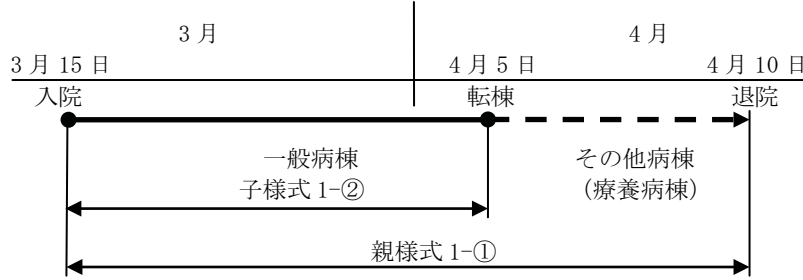 3月 4月
3月15日 4月5日 4月10日
入院 転棟 退院
一般病棟 その他病棟
子様式1-② (療養病棟)
親様式1-①